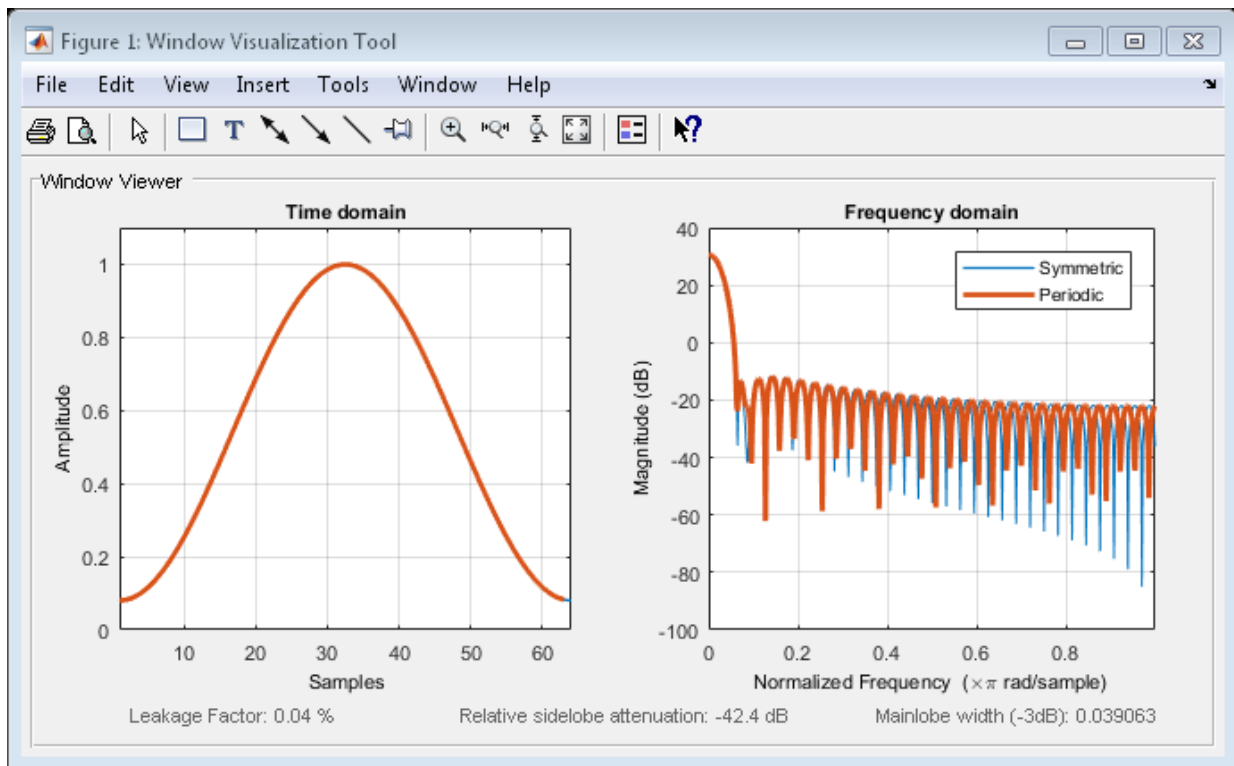 Figure 1: Window Visualization Tool
File Edit View Insert Tools Window Help
T
?
Window Viewer
Time domain
Amplitude
1
0.8
0.6
0.4
0.2
0
10 20 30 40 50 60
Samples
Frequency domain
Magnitude (dB)
40
20
0
-20
-40
-60
-80
-100
Symmetric
Periodic
0 0.2 0.4 0.6 0.8
Normalized Frequency (×π rad/sample)
Leakage Factor: 0.04 % Relative sidelobe attenuation: -42.4 dB Mainlobe width (-3dB): 0.039063